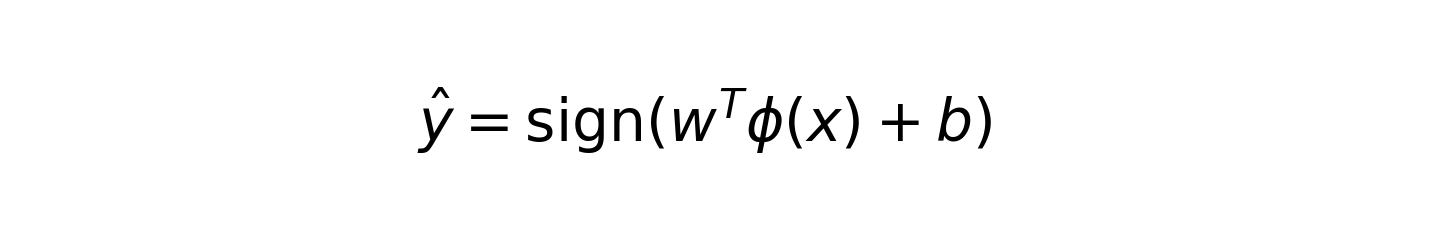 ŷ = sign(w^T ϕ(x) + b)